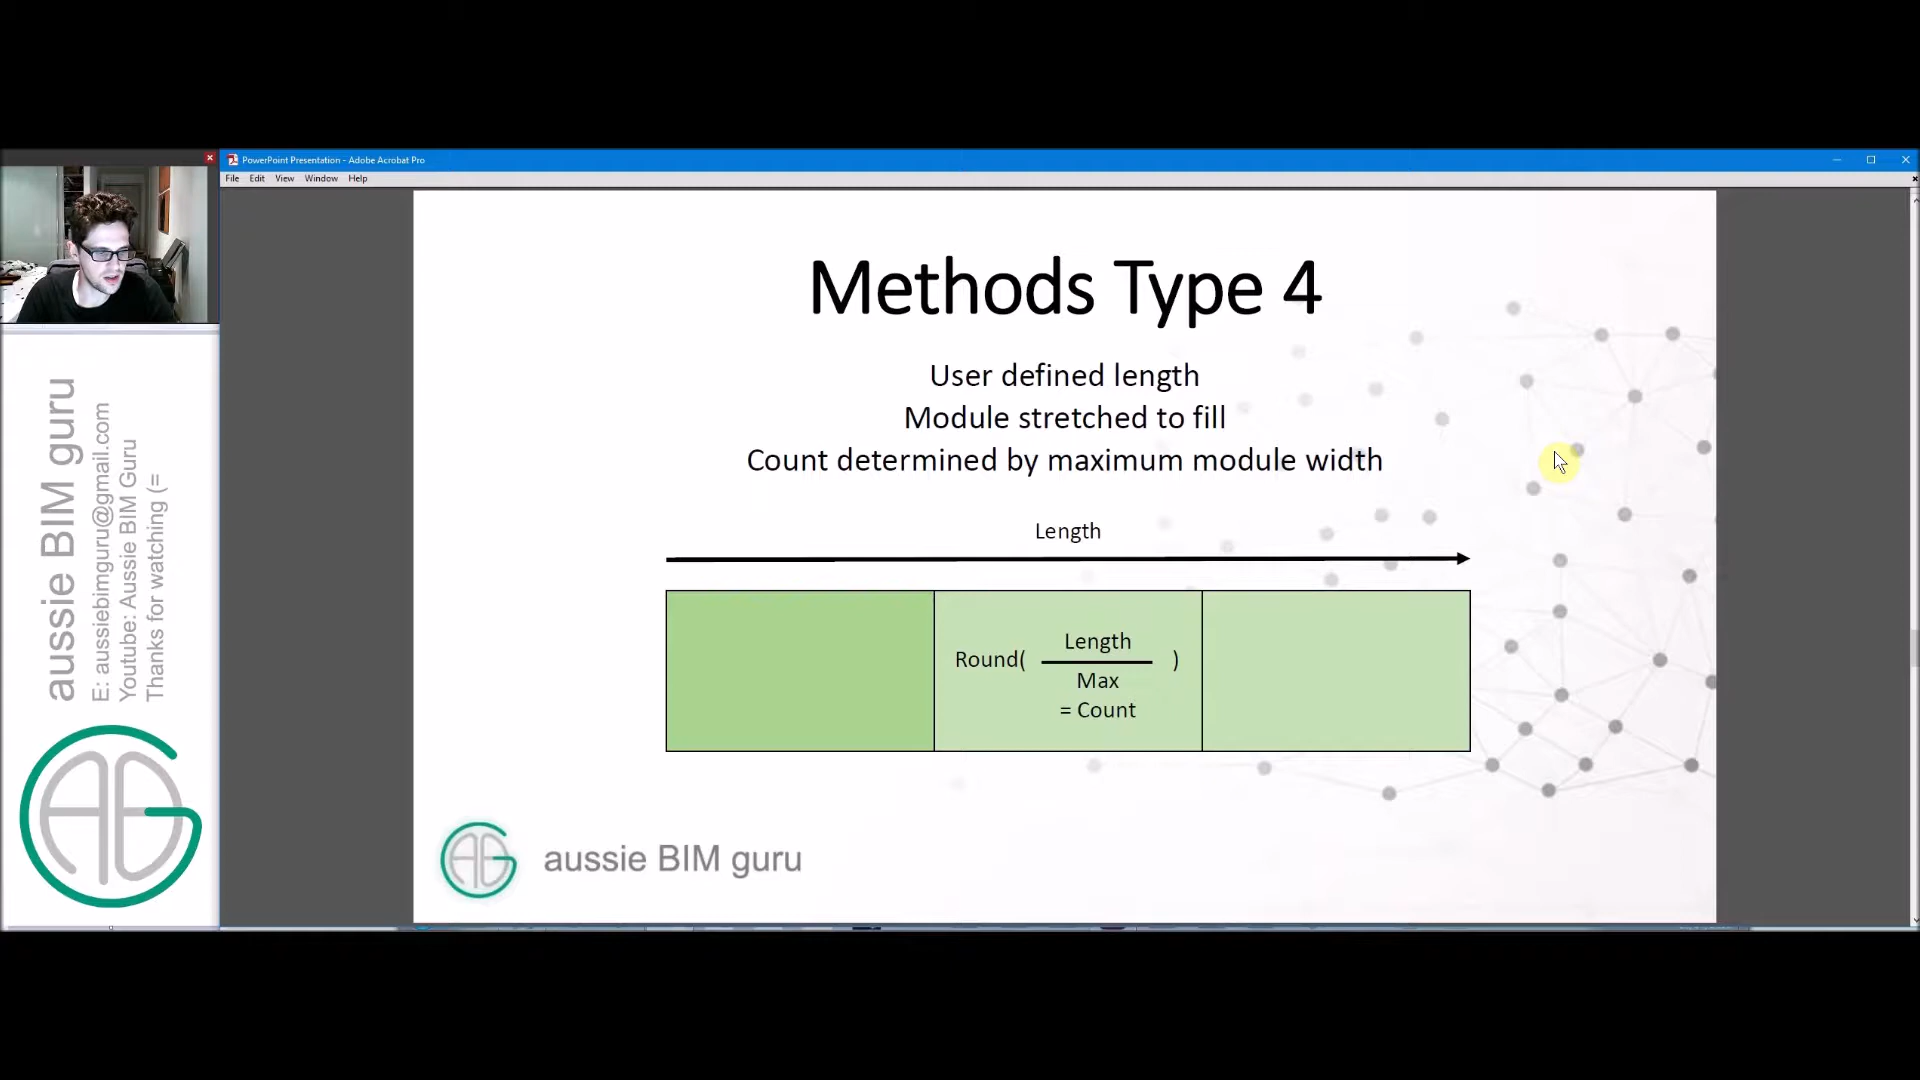 PowerPoint Presentation - Adobe Acrobat Pro
File Edit View Window Help
aussie BIM guru
E: aussiebimguru@gmail.com
Youtube: Aussie BIM Guru
Thanks for watching (=
Methods Type 4
User defined length
Module stretched to fill
Count determined by maximum module width
Length
Round( Length )
Max
= Count
aussie BIM guru